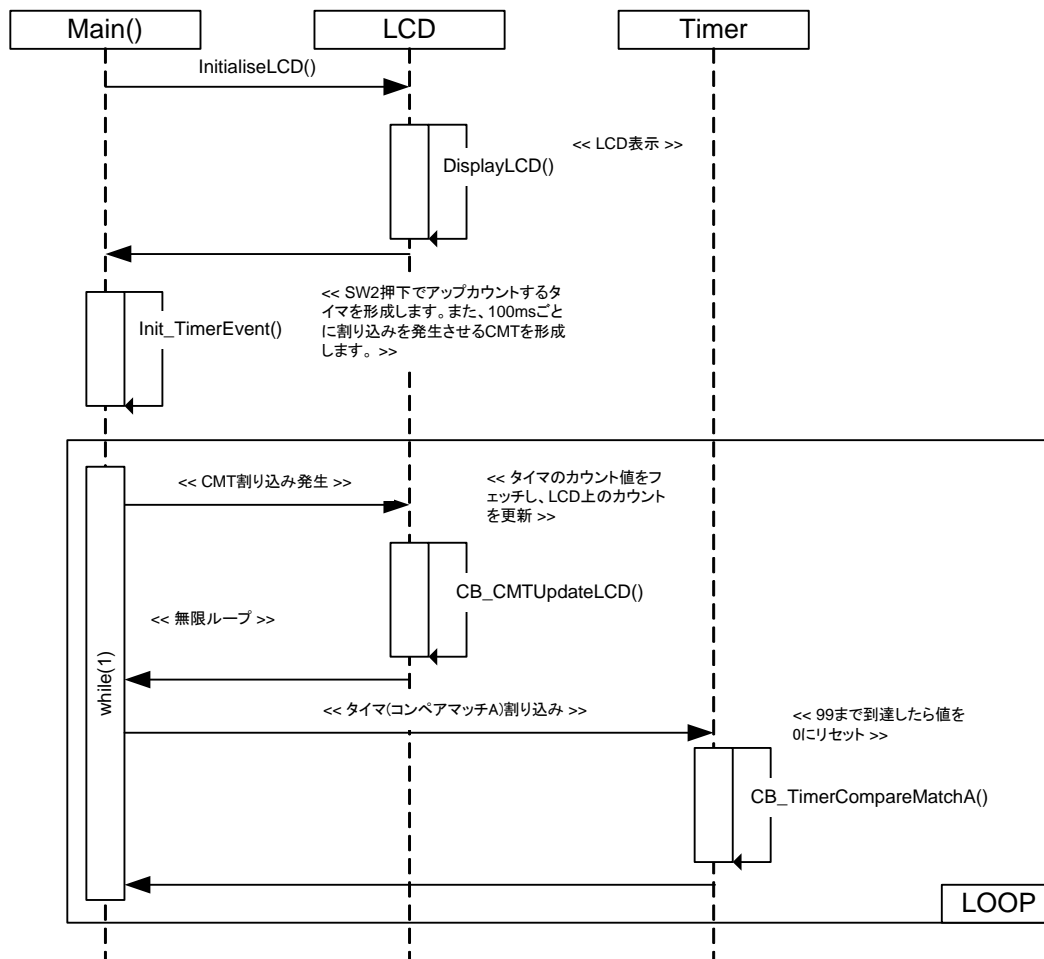 Main()
LCD
Timer
InitialiseLCD()
<< LCD表示 >>
DisplayLCD()
<< SW2押下でアップカウントするタ
イマを形成します。また、100msごと
に割り込みを発生させるCMTを形成
します。 >>
Init_TimerEvent()
<< CMT割り込み発生 >>
<< タイマのカウント値をフ
ェッチし、LCD上のカウント
を更新 >>
CB_CMTUpdateLCD()
<< 無限ループ >>
while(1)
<< タイマ(コンペアマッチA)割り込み >>
<< 99まで到達したら値を
0にリセット >>
CB_TimerCompareMatchA()
LOOP